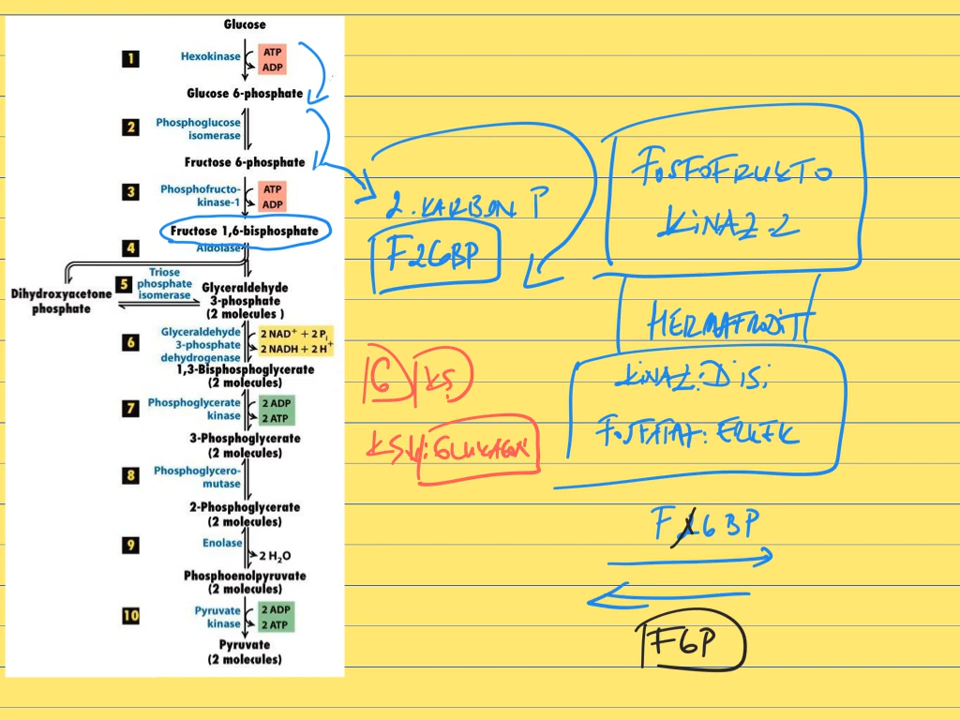 Glucose
1
Hexokinase
ATP
ADP
Glucose 6-phosphate
2
Phosphoglucose
isomerase
Fructose 6-phosphate
3
Phosphofructo-
kinase-1
ATP
ADP
Fructose 1,6-bisphosphate
4
Aldolase
5
Triose
phosphate
isomerase
Dihydroxyacetone
phosphate
Glyceraldehyde
3-phosphate
(2 molecules )
6
Glyceraldehyde
3-phosphate
dehydrogenase
2 NAD+ + 2 Pi
2 NADH + 2 H+
1,3-Bisphosphoglycerate
(2 molecules)
7
Phosphoglycerate
kinase
2 ADP
2 ATP
3-Phosphoglycerate
(2 molecules)
8
Phosphoglycero-
mutase
2-Phosphoglycerate
(2 molecules)
9
Enolase
2 H2O
Phosphoenolpyruvate
(2 molecules)
10
Pyruvate
kinase
2 ADP
2 ATP
Pyruvate
(2 molecules)
2. KARBON P
F26BP
6 KŞ
: GLUKAGON
FOSFOFRUKTO
KİNAZ-2
HERMAFRODİT
KİNAZ: DİŞİ
FOSFATAZ: ERKEK
F26BP
F6P